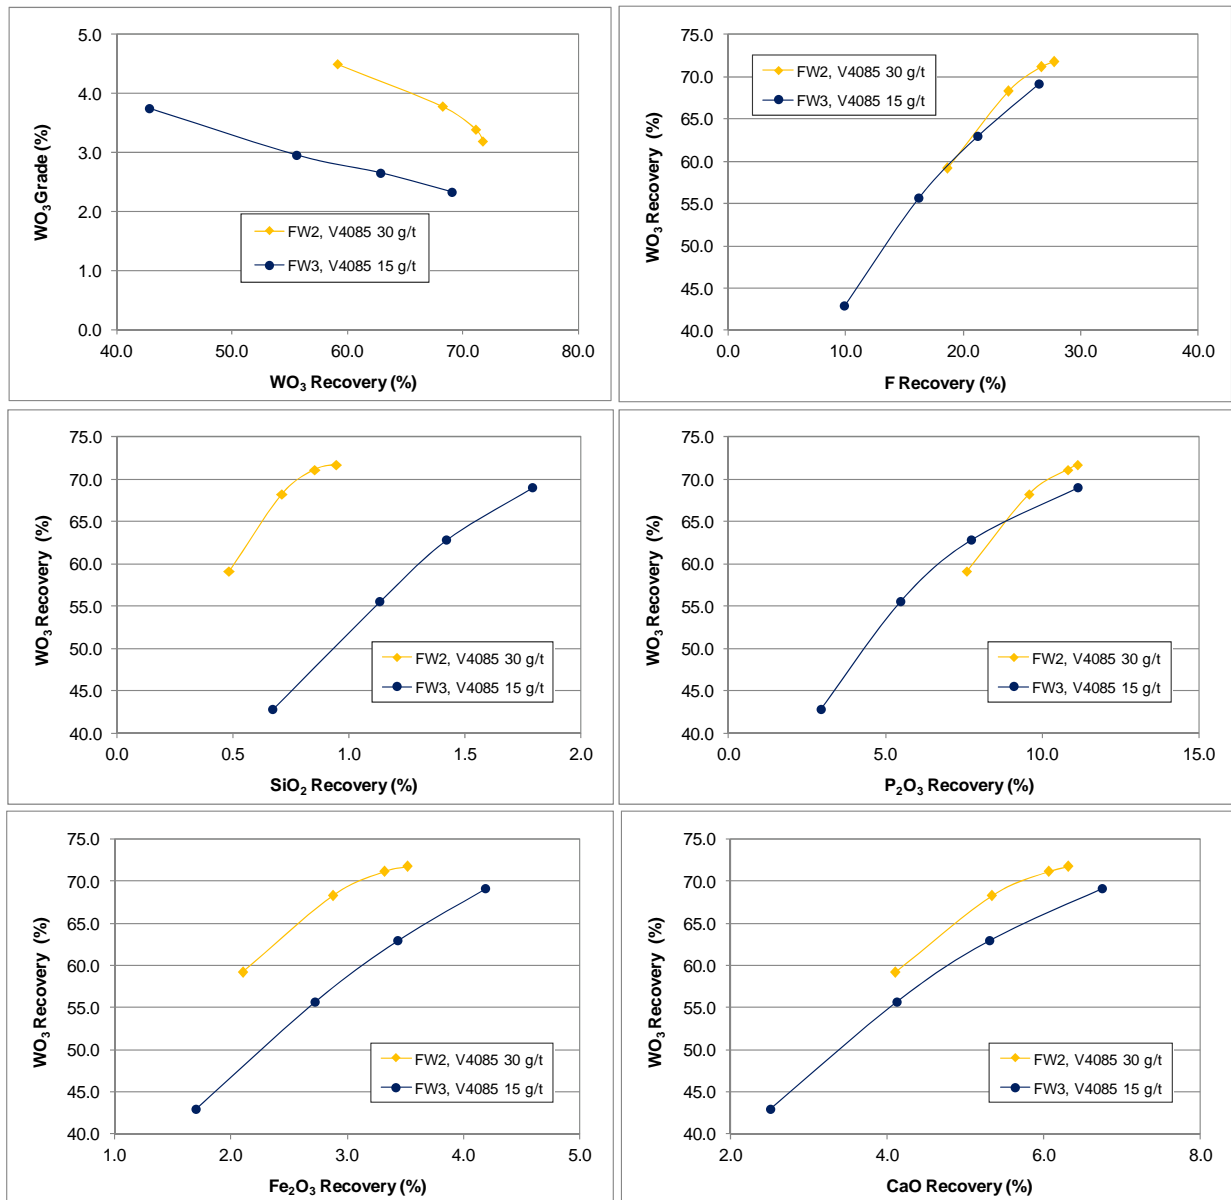 5.0
4.0
3.0
2.0
1.0
0.0
WO₃Grade (%)
FW2, V4085 30 g/t
FW3, V4085 15 g/t
40.0 50.0 60.0 70.0 80.0
WO₃ Recovery (%)
75.0
70.0
65.0
60.0
55.0
50.0
45.0
40.0
WO₃ Recovery (%)
FW2, V4085 30 g/t
FW3, V4085 15 g/t
0.0 10.0 20.0 30.0 40.0
F Recovery (%)
75.0
70.0
65.0
60.0
55.0
50.0
45.0
40.0
WO₃ Recovery (%)
FW2, V4085 30 g/t
FW3, V4085 15 g/t
0.0 0.5 1.0 1.5 2.0
SiO₂ Recovery (%)
75.0
70.0
65.0
60.0
55.0
50.0
45.0
40.0
WO₃ Recovery (%)
FW2, V4085 30 g/t
FW3, V4085 15 g/t
0.0 5.0 10.0 15.0
P₂O₃ Recovery (%)
75.0
70.0
65.0
60.0
55.0
50.0
45.0
40.0
WO₃ Recovery (%)
FW2, V4085 30 g/t
FW3, V4085 15 g/t
1.0 2.0 3.0 4.0 5.0
Fe₂O₃ Recovery (%)
75.0
70.0
65.0
60.0
55.0
50.0
45.0
40.0
WO₃ Recovery (%)
FW2, V4085 30 g/t
FW3, V4085 15 g/t
2.0 4.0 6.0 8.0
CaO Recovery (%)